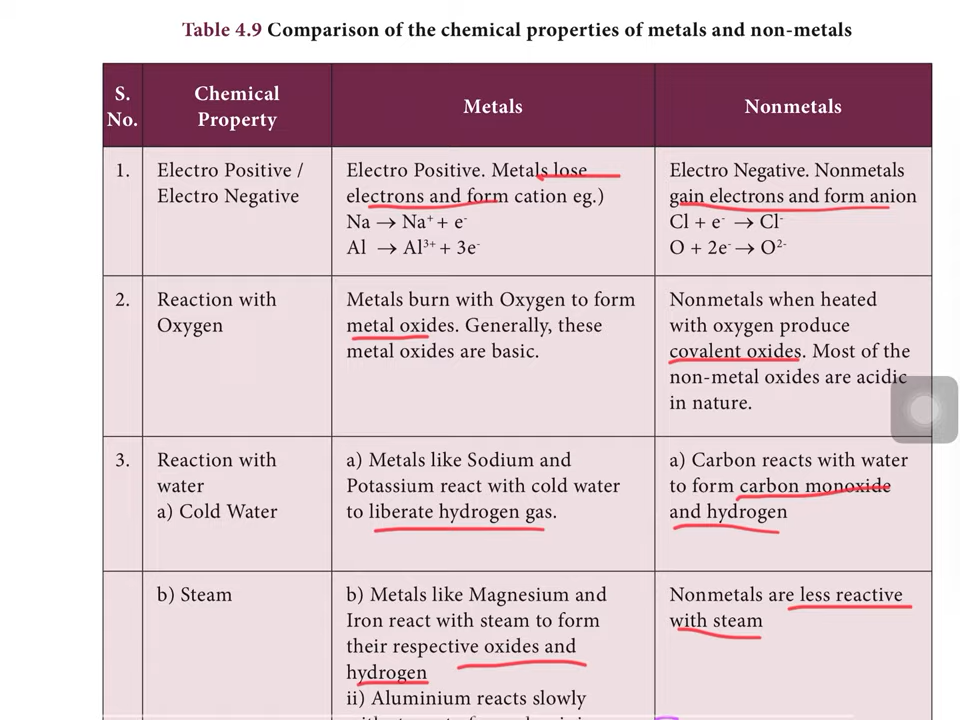 Table 4.9 Comparison of the chemical properties of metals and non-metals
S. No.
Chemical Property
Metals
Nonmetals
1.
Electro Positive /
Electro Negative
Electro Positive. Metals lose
electrons and form cation eg.)
Na → Na⁺ + e⁻
Al → Al³⁺ + 3e⁻
Electro Negative. Nonmetals
gain electrons and form anion
Cl + e⁻ → Cl⁻
O + 2e⁻ → O²⁻
2.
Reaction with
Oxygen
Metals burn with Oxygen to form
metal oxides. Generally, these
metal oxides are basic.
Nonmetals when heated
with oxygen produce
covalent oxides. Most of the
non-metal oxides are acidic
in nature.
3.
Reaction with
water
a) Cold Water
a) Metals like Sodium and
Potassium react with cold water
to liberate hydrogen gas.
a) Carbon reacts with water
to form carbon monoxide
and hydrogen
b) Steam
b) Metals like Magnesium and
Iron react with steam to form
their respective oxides and
hydrogen
ii) Aluminium reacts slowly
Nonmetals are less reactive
with steam